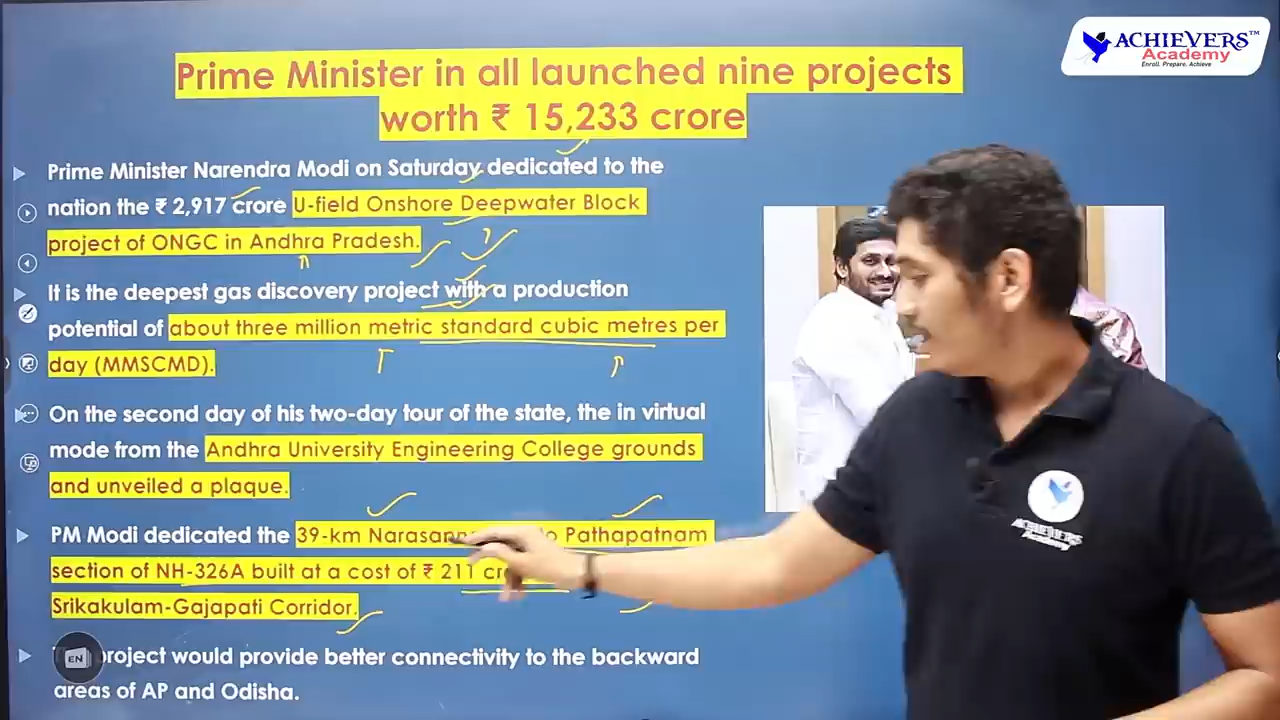 ACHIEVERS™
Academy
Enroll. Prepare. Achieve
Prime Minister in all launched nine projects
worth ₹ 15,233 crore
Prime Minister Narendra Modi on Saturday dedicated to the
nation the ₹ 2,917 crore U-field Onshore Deepwater Block
project of ONGC in Andhra Pradesh.
It is the deepest gas discovery project with a production
potential of about three million metric standard cubic metres per
day (MMSCMD).
On the second day of his two-day tour of the state, the in virtual
mode from the Andhra University Engineering College grounds
and unveiled a plaque.
PM Modi dedicated the 39-km Pathapatnam
section of NH-326A built at a cost of ₹ 211
Srikakulam-Gajapati Corridor.
project would provide better connectivity to the backward
areas of AP and Odisha.
EN
ACHIEVERS
Academy